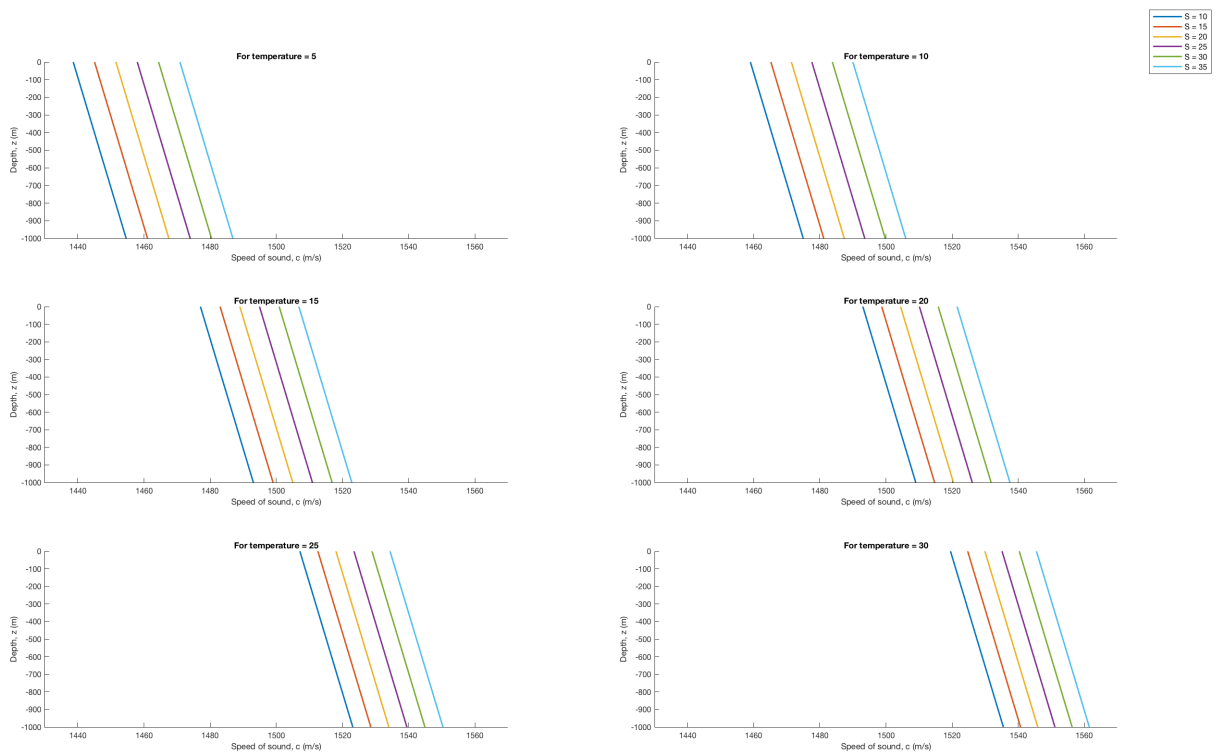 S = 10
S = 15
S = 20
S = 25
S = 30
S = 35
For temperature = 5
0
-100
-200
-300
-400
-500
-600
-700
-800
-900
-1000
Depth, z (m)
1440 1460 1480 1500 1520 1540 1560
Speed of sound, c (m/s)
For temperature = 10
0
-100
-200
-300
-400
-500
-600
-700
-800
-900
-1000
Depth, z (m)
1440 1460 1480 1500 1520 1540 1560
Speed of sound, c (m/s)
For temperature = 15
0
-100
-200
-300
-400
-500
-600
-700
-800
-900
-1000
Depth, z (m)
1440 1460 1480 1500 1520 1540 1560
Speed of sound, c (m/s)
For temperature = 20
0
-100
-200
-300
-400
-500
-600
-700
-800
-900
-1000
Depth, z (m)
1440 1460 1480 1500 1520 1540 1560
Speed of sound, c (m/s)
For temperature = 25
0
-100
-200
-300
-400
-500
-600
-700
-800
-900
-1000
Depth, z (m)
1440 1460 1480 1500 1520 1540 1560
Speed of sound, c (m/s)
For temperature = 30
0
-100
-200
-300
-400
-500
-600
-700
-800
-900
-1000
Depth, z (m)
1440 1460 1480 1500 1520 1540 1560
Speed of sound, c (m/s)